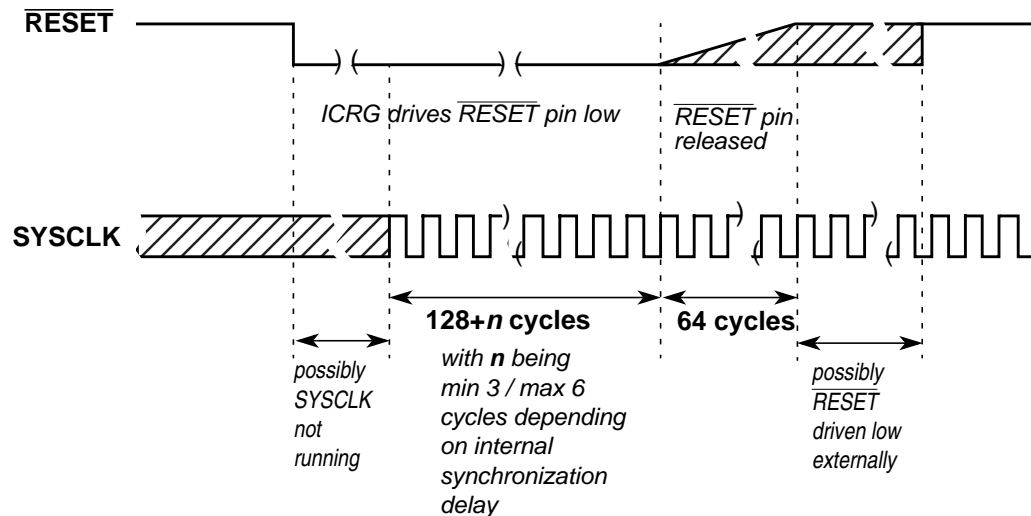 RESET
ICRG drives RESET pin low
RESET pin
released
SYSCLK
128+n cycles
with n being
min 3 / max 6
cycles depending
on internal
synchronization
delay
64 cycles
possibly
SYSCLK
not
running
possibly
RESET
driven low
externally